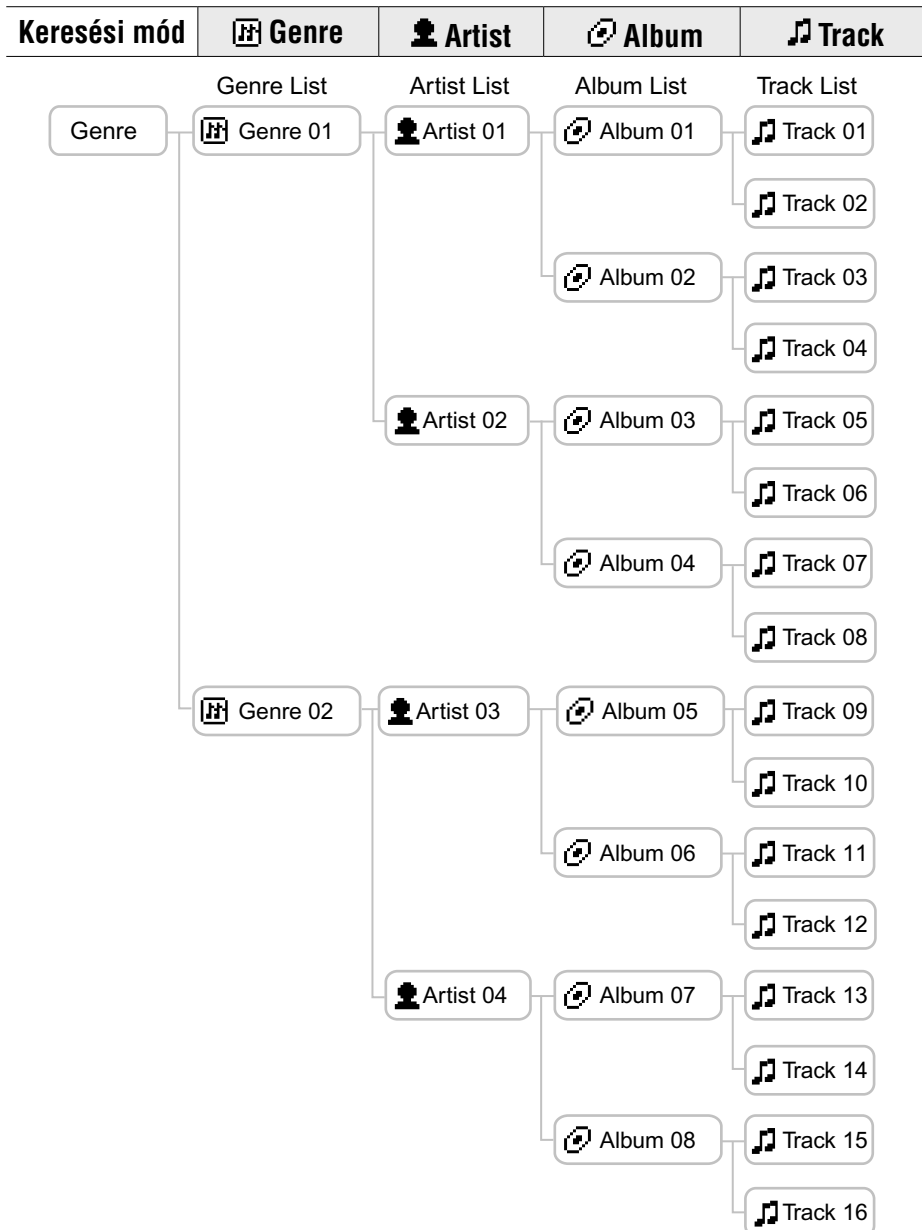 Keresési mód Genre Artist Album Track
Genre List Artist List Album List Track List
Genre Genre 01 Artist 01 Album 01 Track 01
Track 02
Album 02 Track 03
Track 04
Artist 02 Album 03 Track 05
Track 06
Album 04 Track 07
Track 08
Genre 02 Artist 03 Album 05 Track 09
Track 10
Album 06 Track 11
Track 12
Artist 04 Album 07 Track 13
Track 14
Album 08 Track 15
Track 16